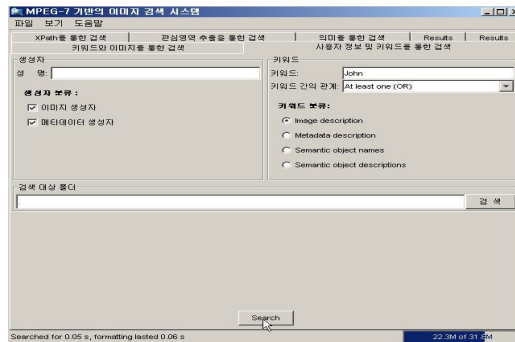 MPEG-7 기반의 이미지 검색 시스템
파일 보기 도움말
XPath를 통한 검색 관심영역 추출을 통한 검색 의미를 통한 검색 Results Results
키워드와 이미지를 통한 검색 사용자 정보 및 키워드를 통한 검색
생성자
성 명:
생성자 분류 :
이미지 생성자
메타데이터 생성자
키워드
키워드: John
키워드 간의 관계: At least one (OR)
키워드 분류:
Image description
Metadata description
Semantic object names
Semantic object descriptions
검색 대상 폴더
검 색
Search
Searched for 0.05 s, formatting lasted 0.06 s 22.3M of 31.8M